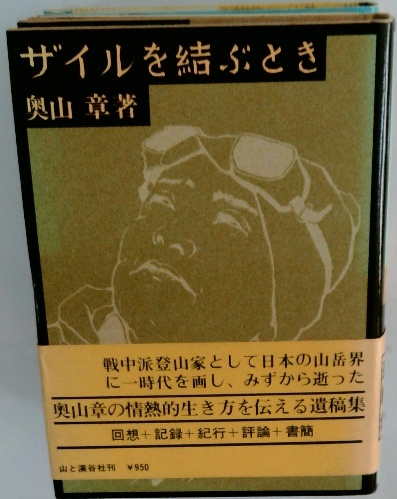 ザイルを結ぶとき
奥山 章著
戦中派登山家として日本の山岳界
に一時代を画し、みずから逝った
奥山章の情熱的生き方を伝える遺稿集
回想+記録+紀行+評論+書簡
山と溪谷社刊 ¥950